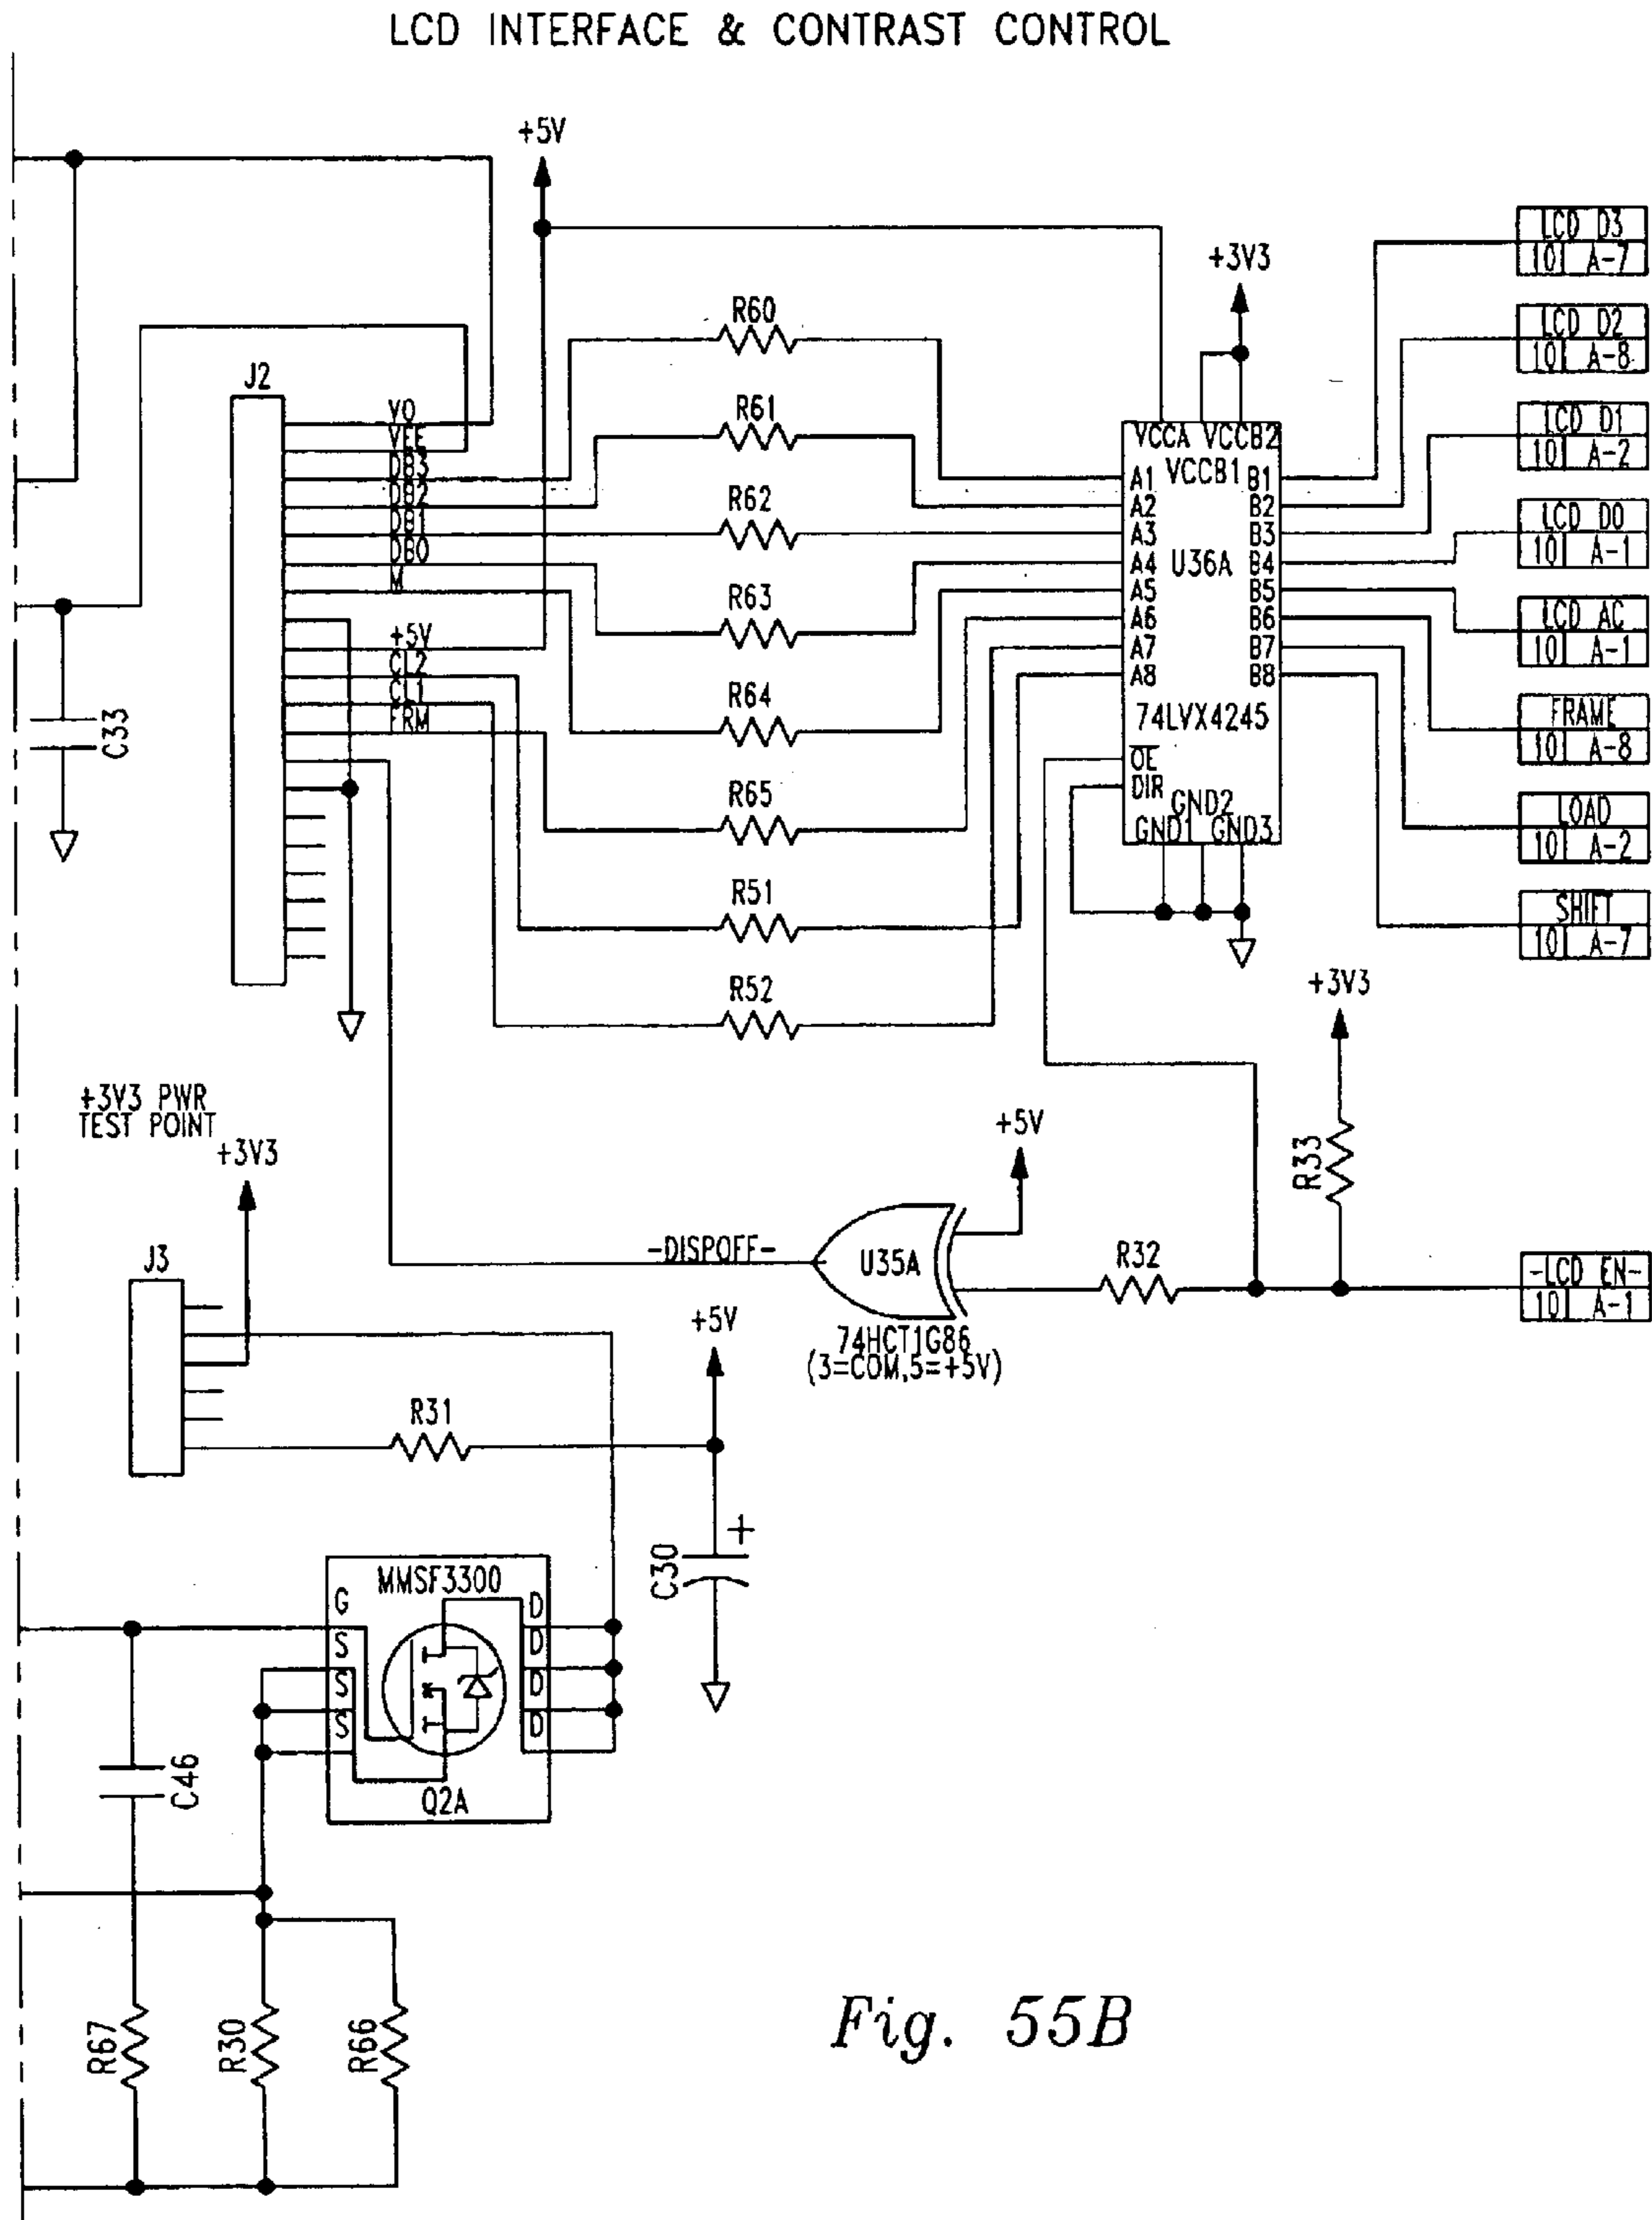 LCD INTERFACE & CONTRAST CONTROL
+5V
LCD D3
10 A-7
+3V3
R60
LCD D2
10 A-8
J2
V0
VEE
R61
LCD D1
10 A-2
VCCA VCCB2
VCCB1
DB3
A1 B1
DB2
R62
A2 B2
DB1
A3 B3
LCD D0
10 A-1
DB0
A4 U36A B4
M
R63
A5 B5
A6 B6
LCD AC
10 A-1
+5V
A7 B7
CL2
A8 B8
CL1
R64
FRM
74LVX4245
FRAME
10 A-8
C33
OE
DIR
R65
GND2
GND1 GND3
LOAD
10 A-2
R51
SHIFT
10 A-7
R52
+3V3
+3V3 PWR
TEST POINT
+3V3
+5V
R33
-DISPOFF-
U35A
R32
J3
-LCD EN-
10 A-1
+5V
74HCT1G86
(3=COM,5=+5V)
R31
+
C30
MMSF3300
G D
S D
S D
S D
C46
Q2A
R67
R30
R66
Fig. 55B